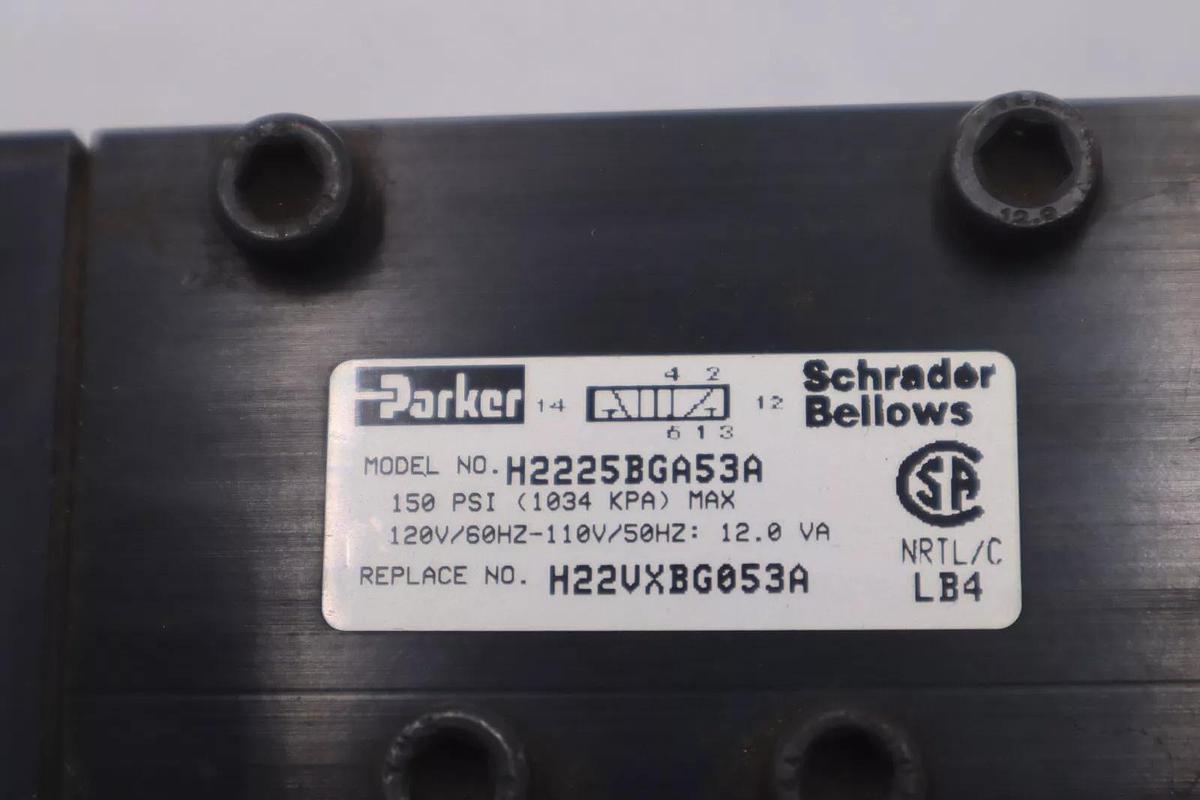 Parker
4 2
14
12
6 1 3
Schrader
Bellows
MODEL NO. H2225BGA53A
150 PSI (1034 KPA) MAX
120V/60HZ-110V/50HZ: 12.0 VA
REPLACE NO. H22VXBG053A
SA
NRTL/C
LB4
12.9